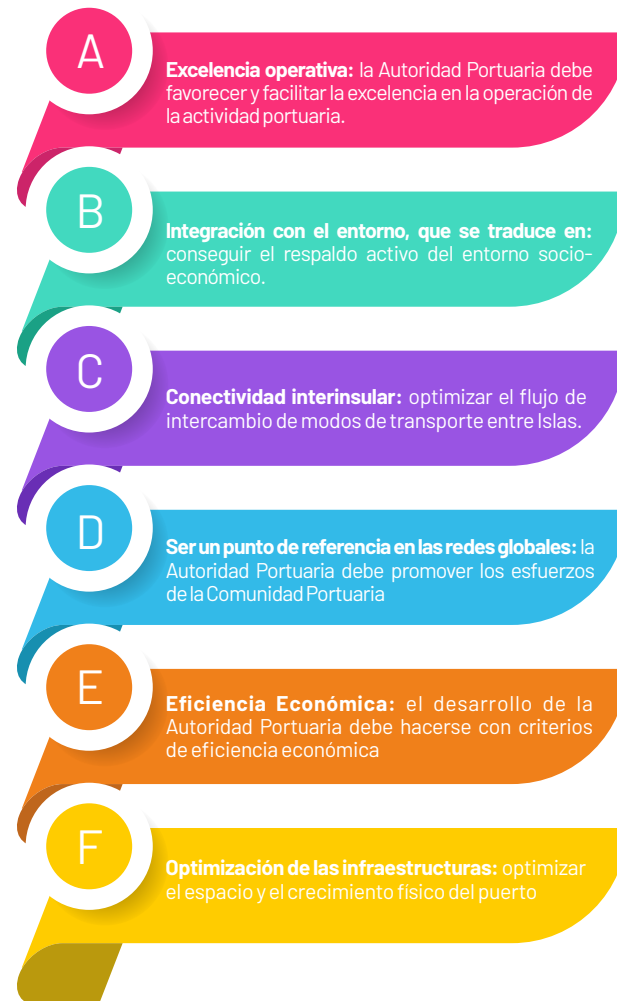 A
Excelencia operativa: la Autoridad Portuaria debe
favorecer y facilitar la excelencia en la operación de
la actividad portuaria.
B
Integración con el entorno, que se traduce en:
conseguir el respaldo activo del entorno socio-
económico.
C
Conectividad interinsular: optimizar el flujo de
intercambio de modos de transporte entre Islas.
D
Ser un punto de referencia en las redes globales: la
Autoridad Portuaria debe promover los esfuerzos
de la Comunidad Portuaria
E
Eficiencia Económica: el desarrollo de la
Autoridad Portuaria debe hacerse con criterios
de eficiencia económica
F
Optimización de las infraestructuras: optimizar
el espacio y el crecimiento físico del puerto